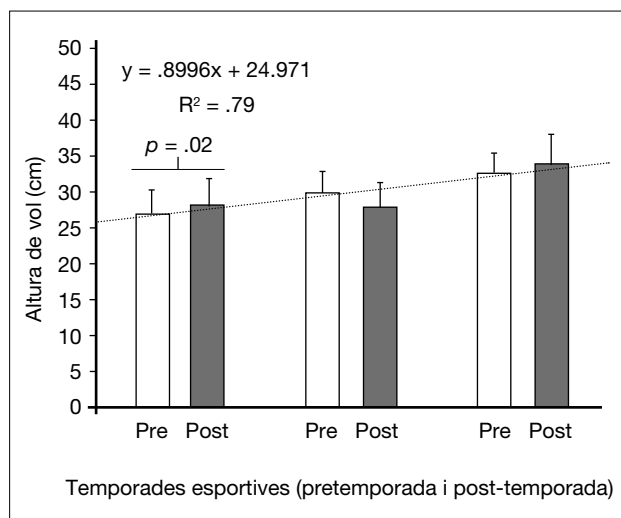 50
45
40
35
30
25
20
15
10
5
0
Altura de vol (cm)
y = .8996x + 24.971
R² = .79
p = .02
Pre Post Pre Post Pre Post
Temporades esportives (pretemporada i post-temporada)